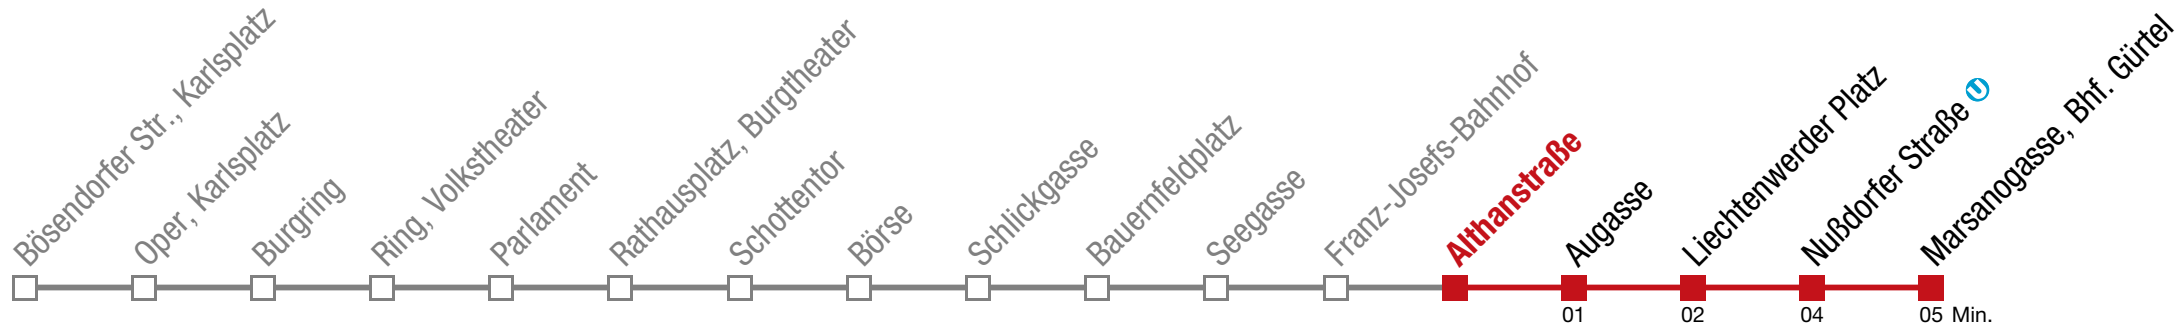 Bösendorfer Str., Karlsplatz
Oper, Karlsplatz
Burgring
Ring, Volkstheater
Parlament
Rathausplatz, Burgtheater
Schottentor
Börse
Schlickgasse
Bauernfeldplatz
Seegasse
Franz-Josefs-Bahnhof
Althanstraße
Augasse
Liechtenwerder Platz
Nußdorfer Straße U
Marsanogasse, Bhf. Gürtel
01 02 04 05 Min.